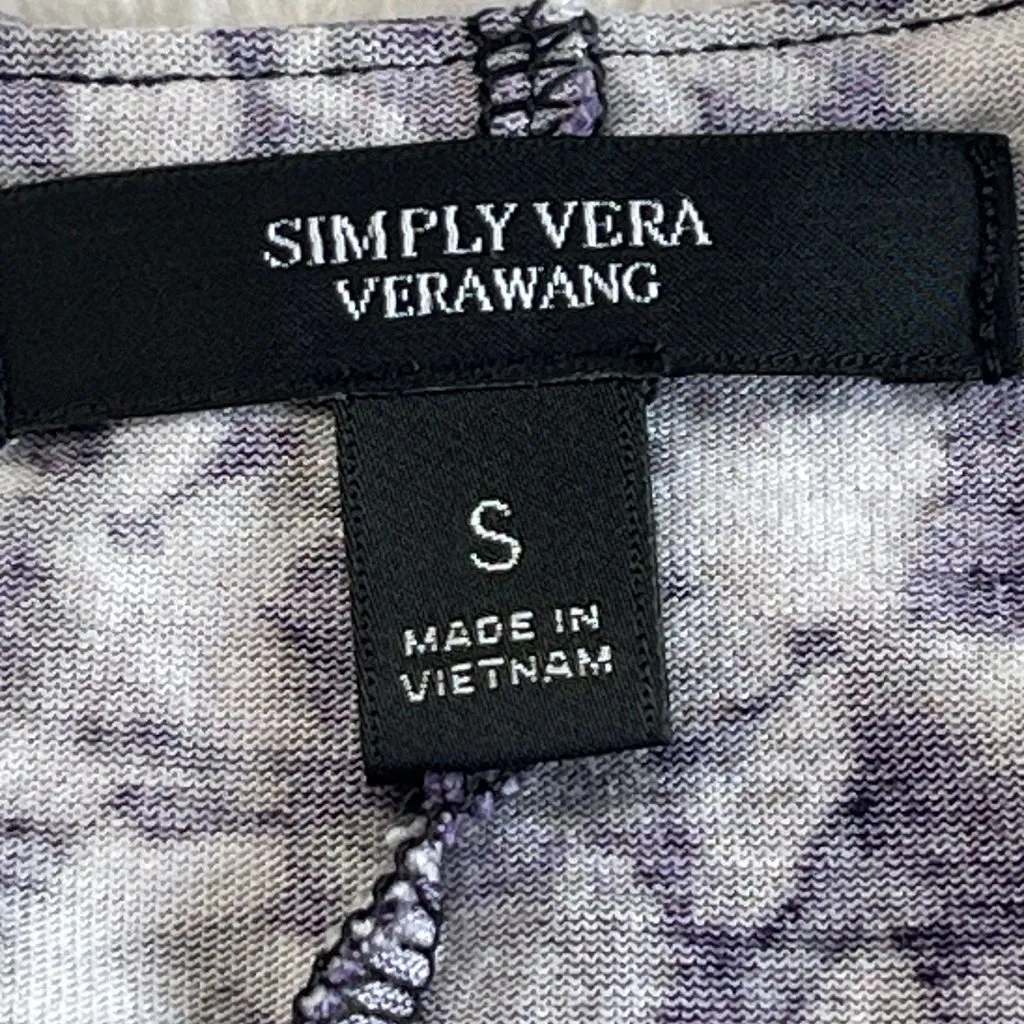 SIMPLY VERA
VERAWANG
S
MADE IN
VIETNAM